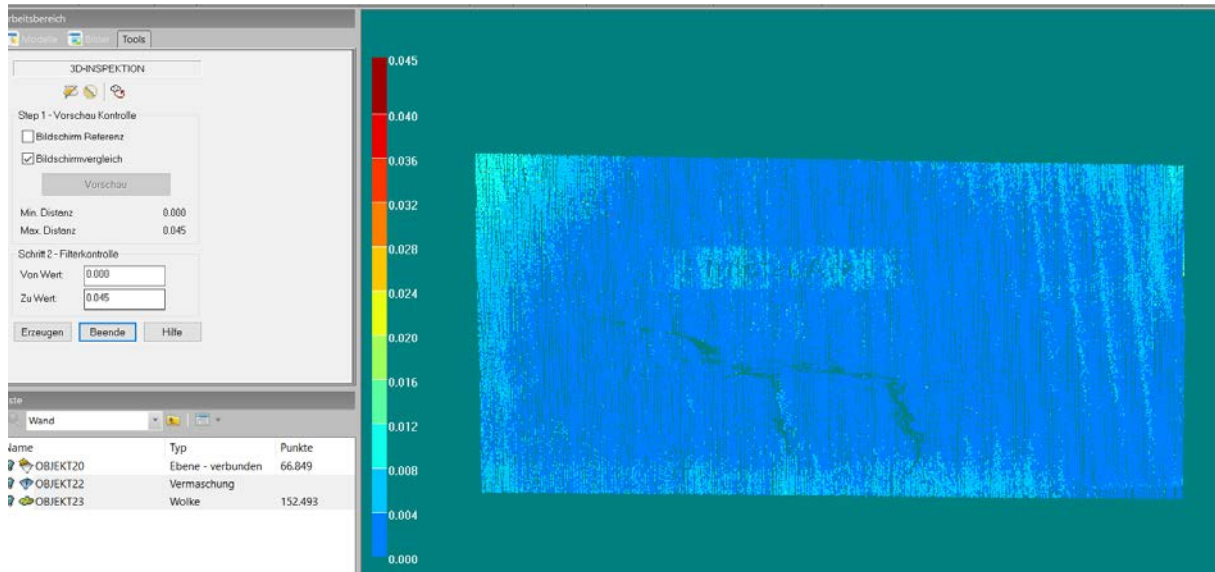 rbeitsbereich
Modelle Bilder Tools
3D-INSPEKTION
Step 1 - Vorschau Kontrolle
Bildschirm Referenz
Bildschirmvergleich
Vorschau
Min. Distanz 0.000
Max. Distanz 0.045
Schritt 2 - Filterkontrolle
Von Wert: 0.000
Zu Wert: 0.045
Erzeugen Beende Hilfe
iste
Wand
Name Typ Punkte
OBJEKT20 Ebene - verbunden 66.849
OBJEKT22 Vermaschung
OBJEKT23 Wolke 152.493
0.045
0.040
0.036
0.032
0.028
0.024
0.020
0.016
0.012
0.008
0.004
0.000